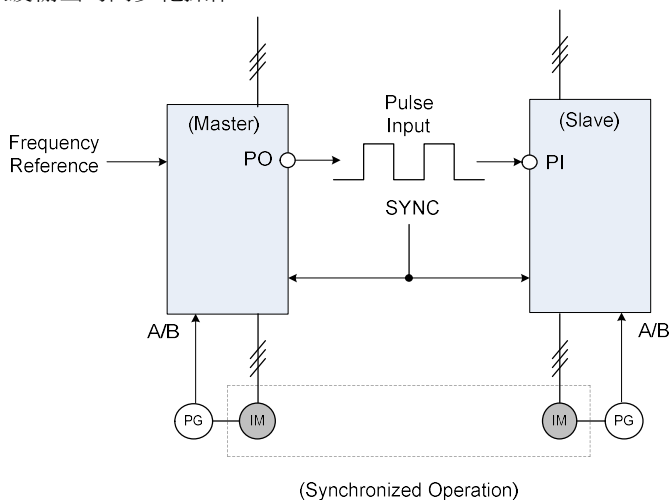 (Master)
(Slave)
Pulse
Input
Frequency
Reference
PO
PI
SYNC
A/B
A/B
PG
IM
IM
PG
(Synchronized Operation)